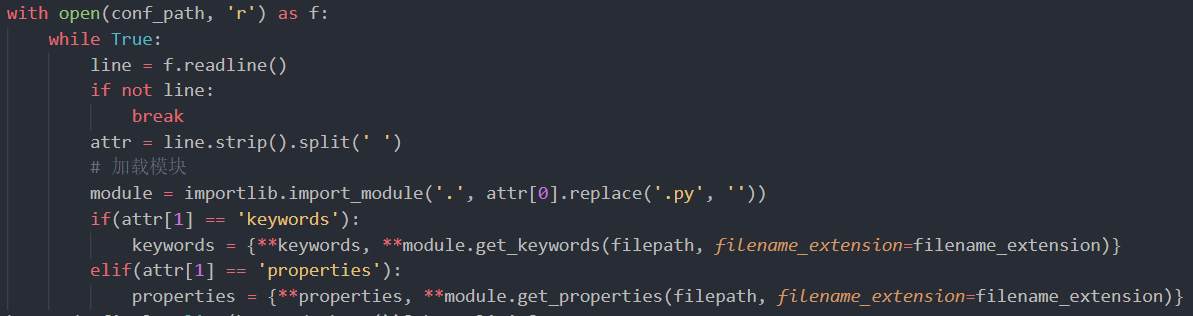 with open(conf_path, 'r') as f:
    while True:
        line = f.readline()
        if not line:
            break
        attr = line.strip().split(' ')
        # 加载模块
        module = importlib.import_module('.', attr[0].replace('.py', ''))
        if(attr[1] == 'keywords'):
            keywords = {**keywords, **module.get_keywords(filepath, filename_extension=filename_extension)}
        elif(attr[1] == 'properties'):
            properties = {**properties, **module.get_properties(filepath, filename_extension=filename_extension)}